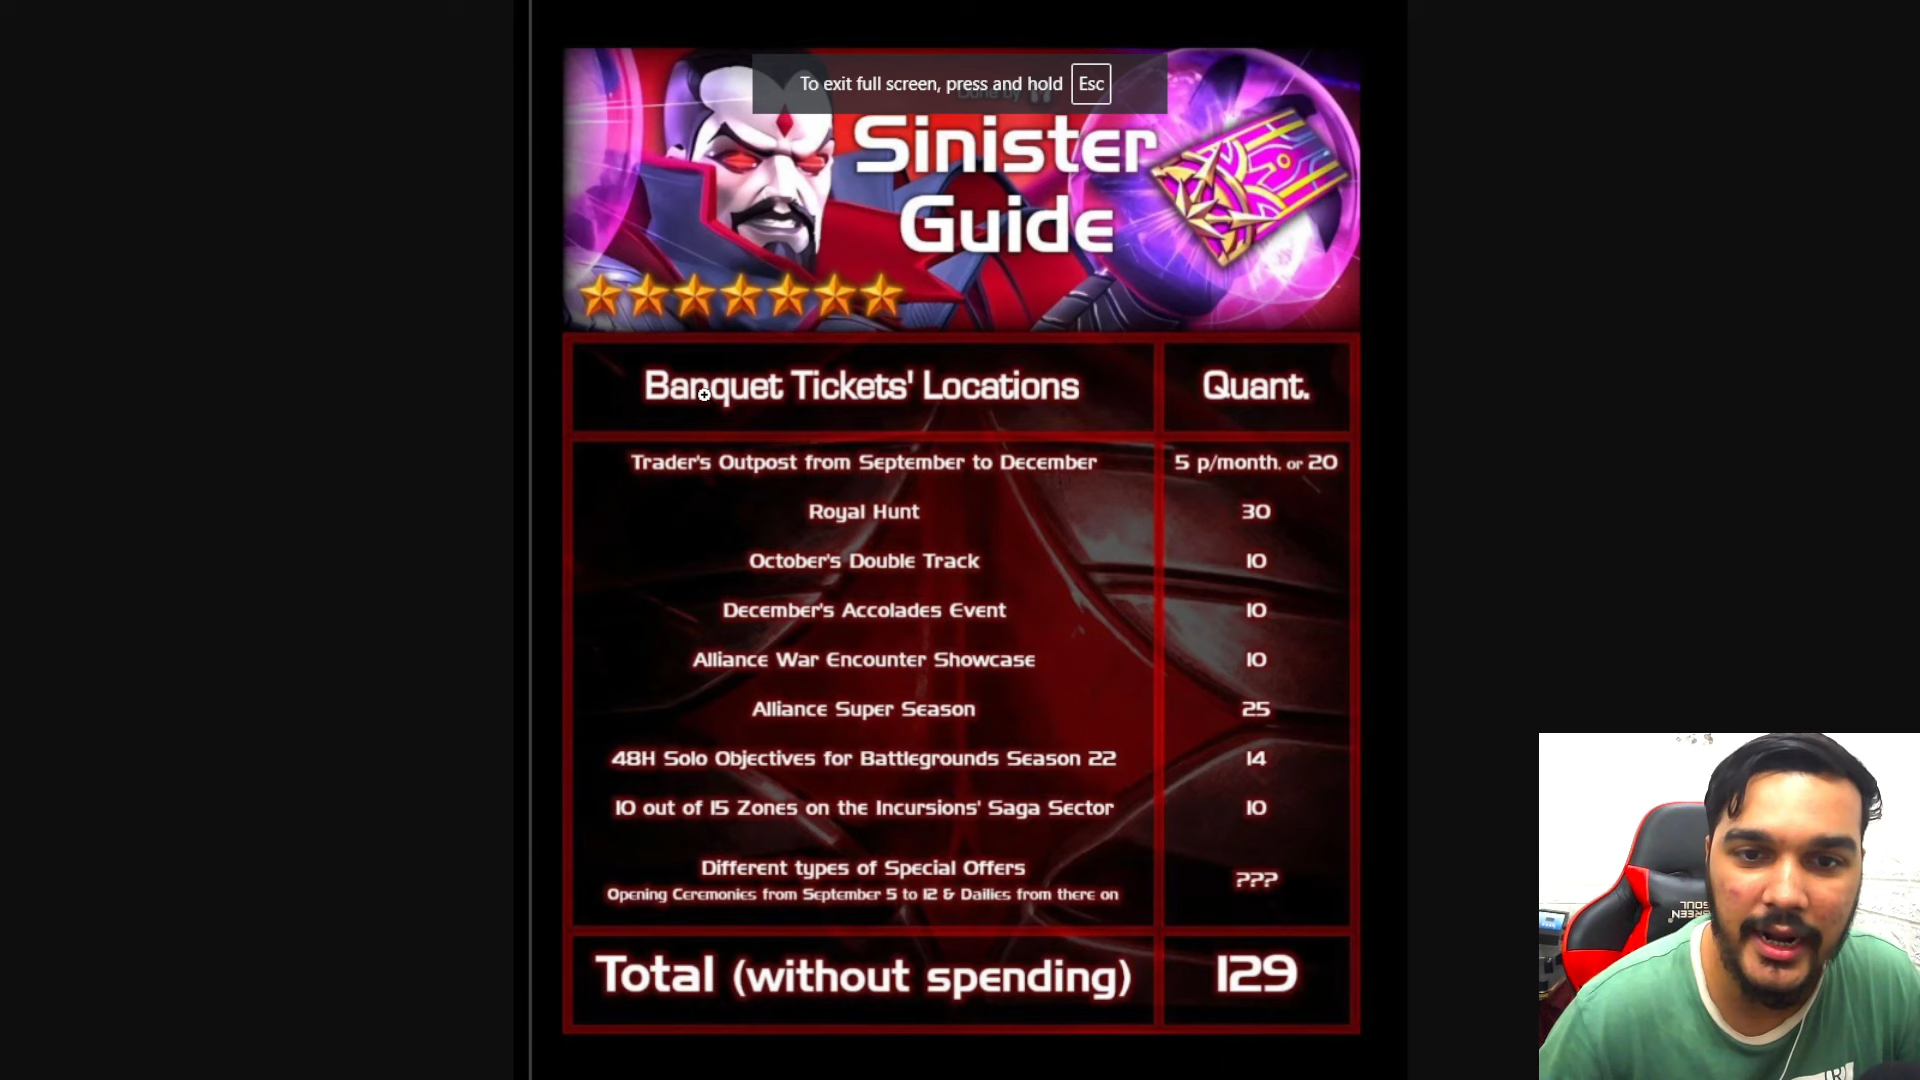 To exit full screen, press and hold Esc
Sinister
Guide
Banquet Tickets' Locations Quant.
Trader's Outpost from September to December 5 p/month. or 20
Royal Hunt 30
October's Double Track 10
December's Accolades Event 10
Alliance War Encounter Showcase 10
Alliance Super Season 25
48H Solo Objectives for Battlegrounds Season 22 14
10 out of 15 Zones on the Incursions' Saga Sector 10
Different types of Special Offers ???
Opening Ceremonies from September 5 to 12 & Dailies from there on
Total (without spending) 129